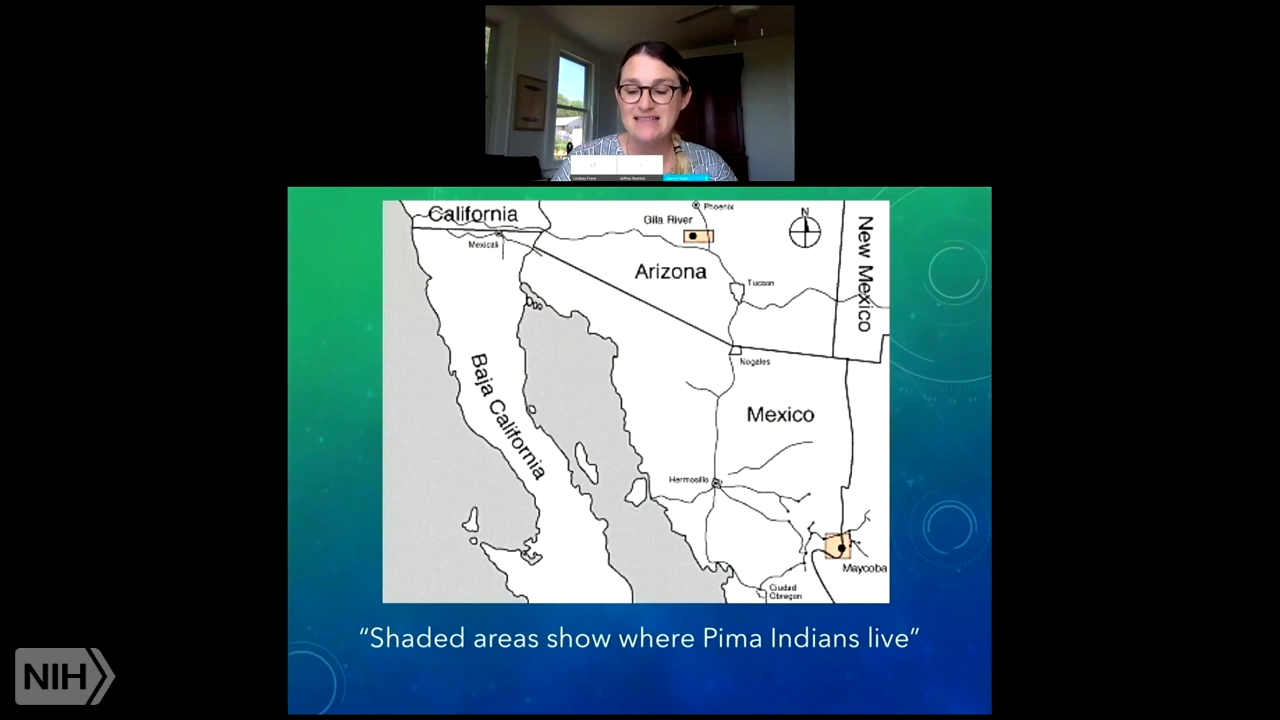 California
Mexicali
Phoenix
Gila River
N
Arizona
New Mexico
Tucson
Nogales
Baja California
Mexico
Hermosillo
Maycoba
Ciudad
Obregon
“Shaded areas show where Pima Indians live”
NIH